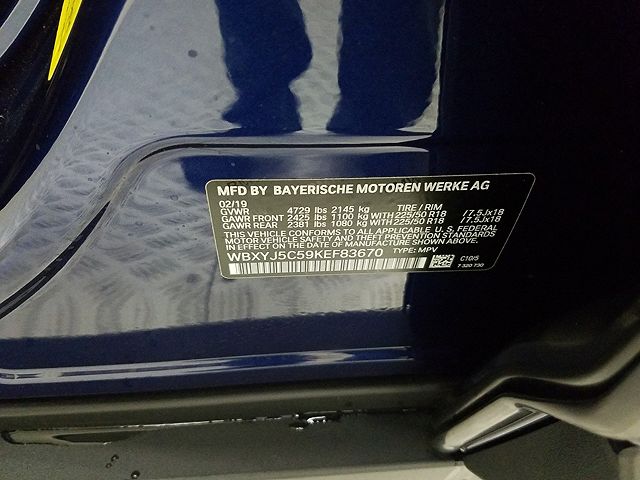 MFD BY BAYERISCHE MOTOREN WERKE AG
02/19
GVWR 4729 lbs 2145 kg TIRE / RIM
GAWR FRONT 2425 lbs 1100 kg WITH 225/50 R18 /7.5Jx18
GAWR REAR 2381 lbs 1080 kg WITH 225/50 R18 /7.5Jx18
THIS VEHICLE CONFORMS TO ALL APPLICABLE U. S. FEDERAL
MOTOR VEHICLE SAFETY AND THEFT PREVENTION STANDARDS
IN EFFECT ON THE DATE OF MANUFACTURE SHOWN ABOVE.
WBXYJ5C59KEF83670 TYPE: MPV
C10/5
7 320 730